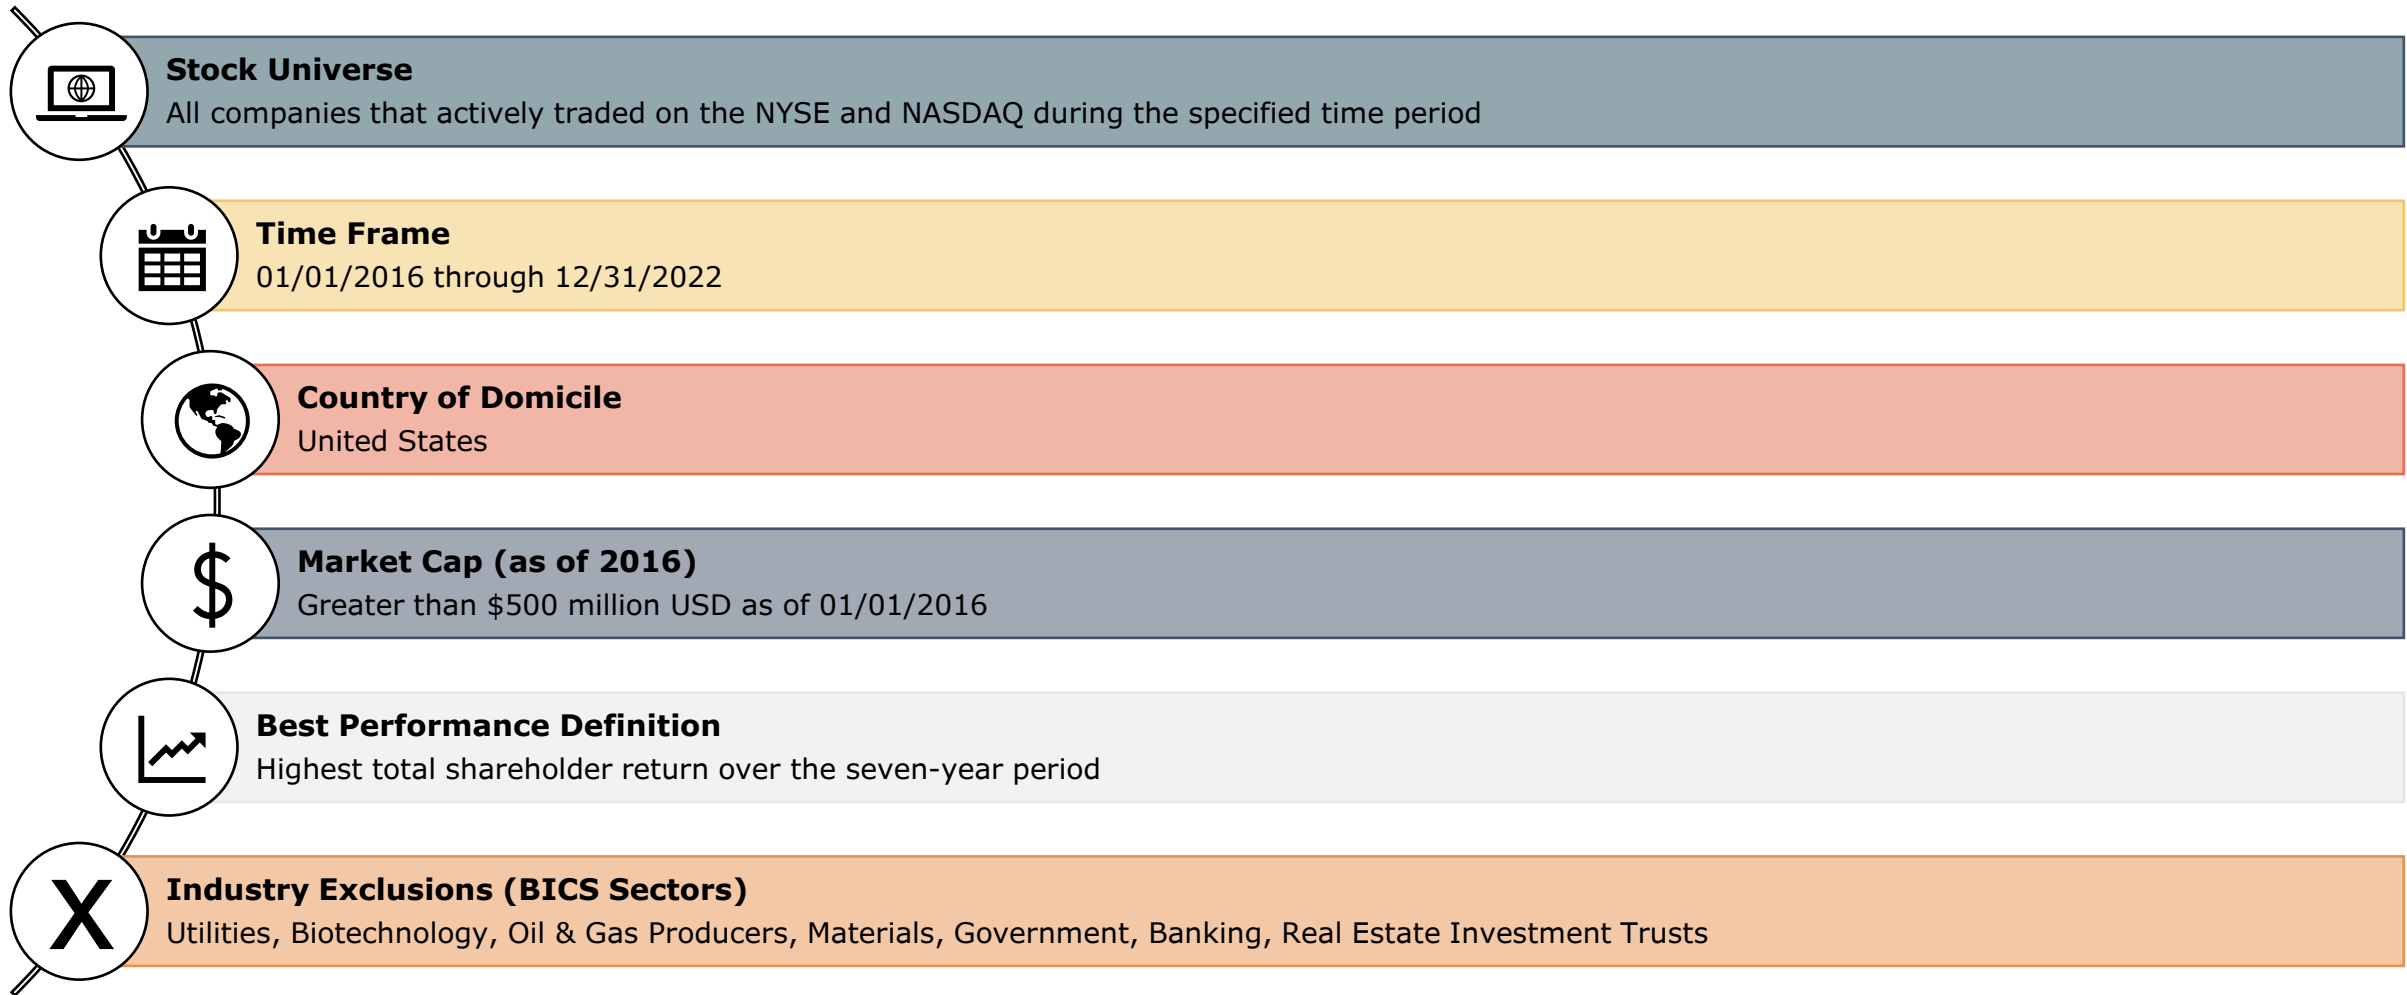 Stock Universe
All companies that actively traded on the NYSE and NASDAQ during the specified time period
Time Frame
01/01/2016 through 12/31/2022
Country of Domicile
United States
$
Market Cap (as of 2016)
Greater than $500 million USD as of 01/01/2016
Best Performance Definition
Highest total shareholder return over the seven-year period
X
Industry Exclusions (BICS Sectors)
Utilities, Biotechnology, Oil & Gas Producers, Materials, Government, Banking, Real Estate Investment Trusts